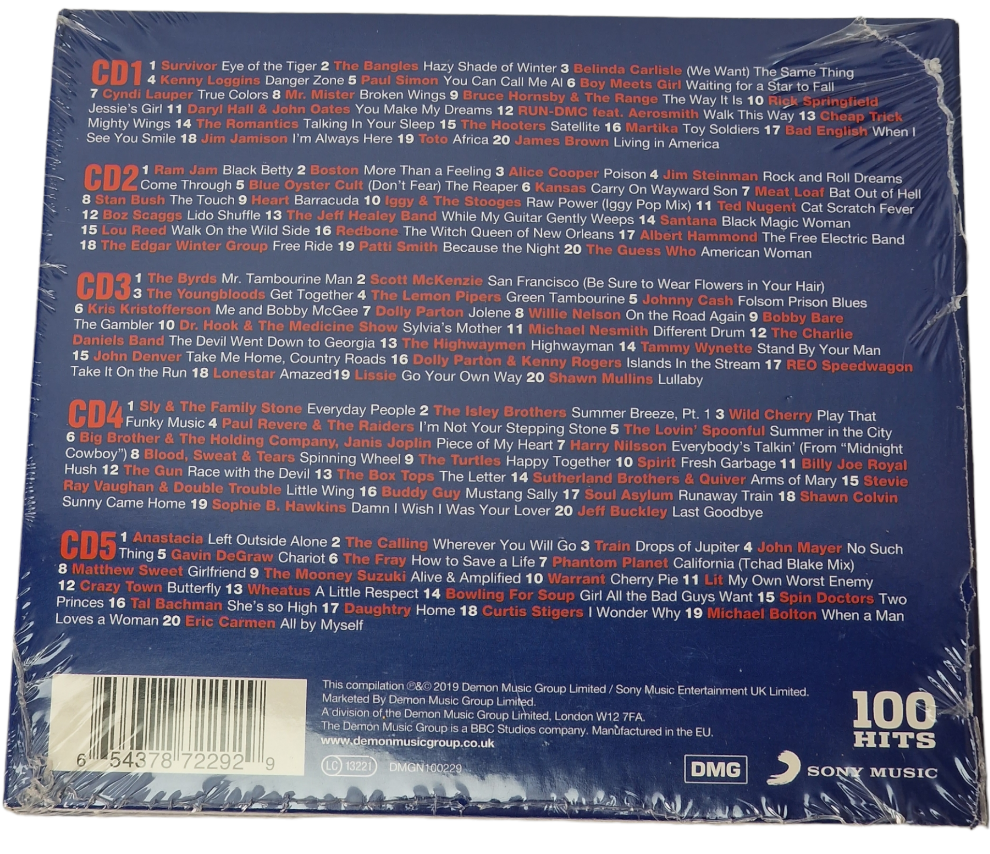 CD1 1 Survivor Eye of the Tiger 2 The Bangles Hazy Shade of Winter 3 Belinda Carlisle (We Want) The Same Thing
4 Kenny Loggins Danger Zone 5 Paul Simon You Can Call Me Al 6 Boy Meets Girl Waiting for a Star to Fall
7 Cyndi Lauper True Colors 8 Mr. Mister Broken Wings 9 Bruce Hornsby & The Range The Way It Is 10 Rick Springfield
Jessie's Girl 11 Daryl Hall & John Oates You Make My Dreams 12 RUN-DMC feat. Aerosmith Walk This Way 13 Cheap Trick
Mighty Wings 14 The Romantics Talking In Your Sleep 15 The Hooters Satellite 16 Martika Toy Soldiers 17 Bad English When I
See You Smile 18 Jim Jamison I'm Always Here 19 Toto Africa 20 James Brown Living in America
CD2 1 Ram Jam Black Betty 2 Boston More Than a Feeling 3 Alice Cooper Poison 4 Jim Steinman Rock and Roll Dreams
Come Through 5 Blue Oyster Cult (Don't Fear) The Reaper 6 Kansas Carry On Wayward Son 7 Meat Loaf Bat Out of Hell
8 Stan Bush The Touch 9 Heart Barracuda 10 Iggy & The Stooges Raw Power (Iggy Pop Mix) 11 Ted Nugent Cat Scratch Fever
12 Boz Scaggs Lido Shuffle 13 The Jeff Healey Band While My Guitar Gently Weeps 14 Santana Black Magic Woman
15 Lou Reed Walk On the Wild Side 16 Redbone The Witch Queen of New Orleans 17 Albert Hammond The Free Electric Band
18 The Edgar Winter Group Free Ride 19 Patti Smith Because the Night 20 The Guess Who American Woman
CD3 1 The Byrds Mr. Tambourine Man 2 Scott McKenzie San Francisco (Be Sure to Wear Flowers in Your Hair)
3 The Youngbloods Get Together 4 The Lemon Pipers Green Tambourine 5 Johnny Cash Folsom Prison Blues
6 Kris Kristofferson Me and Bobby McGee 7 Dolly Parton Jolene 8 Willie Nelson On the Road Again 9 Bobby Bare
The Gambler 10 Dr. Hook & The Medicine Show Sylvia's Mother 11 Michael Nesmith Different Drum 12 The Charlie
Daniels Band The Devil Went Down to Georgia 13 The Highwaymen Highwayman 14 Tammy Wynette Stand By Your Man
15 John Denver Take Me Home, Country Roads 16 Dolly Parton & Kenny Rogers Islands In the Stream 17 REO Speedwagon
Take It On the Run 18 Lonestar Amazed19 Lissie Go Your Own Way 20 Shawn Mullins Lullaby
CD4 1 Sly & The Family Stone Everyday People 2 The Isley Brothers Summer Breeze, Pt. 1 3 Wild Cherry Play That
Funky Music 4 Paul Revere & The Raiders I'm Not Your Stepping Stone 5 The Lovin' Spoonful Summer in the City
6 Big Brother & The Holding Company, Janis Joplin Piece of My Heart 7 Harry Nilsson Everybody's Talkin' (From “Midnight
Cowboy”) 8 Blood, Sweat & Tears Spinning Wheel 9 The Turtles Happy Together 10 Spirit Fresh Garbage 11 Billy Joe Royal
Hush 12 The Gun Race with the Devil 13 The Box Tops The Letter 14 Sutherland Brothers & Quiver Arms of Mary 15 Stevie
Ray Vaughan & Double Trouble Little Wing 16 Buddy Guy Mustang Sally 17 Soul Asylum Runaway Train 18 Shawn Colvin
Sunny Came Home 19 Sophie B. Hawkins Damn I Wish I Was Your Lover 20 Jeff Buckley Last Goodbye
CD5 1 Anastacia Left Outside Alone 2 The Calling Wherever You Will Go 3 Train Drops of Jupiter 4 John Mayer No Such
Thing 5 Gavin DeGraw Chariot 6 The Fray How to Save a Life 7 Phantom Planet California (Tchad Blake Mix)
8 Matthew Sweet Girlfriend 9 The Mooney Suzuki Alive & Amplified 10 Warrant Cherry Pie 11 Lit My Own Worst Enemy
12 Crazy Town Butterfly 13 Wheatus A Little Respect 14 Bowling For Soup Girl All the Bad Guys Want 15 Spin Doctors Two
Princes 16 Tal Bachman She's so High 17 Daughtry Home 18 Curtis Stigers I Wonder Why 19 Michael Bolton When a Man
Loves a Woman 20 Eric Carmen All by Myself
This compilation ℗&© 2019 Demon Music Group Limited / Sony Music Entertainment UK Limited.
Marketed By Demon Music Group Limited.
A division of the Demon Music Group Limited, London W12 7FA.
The Demon Music Group is a BBC Studios company. Manufactured in the EU.
www.demonmusicgroup.co.uk
LC 13221 DMGN100229
6 54378 72292 9
100
HITS
DMG SONY MUSIC